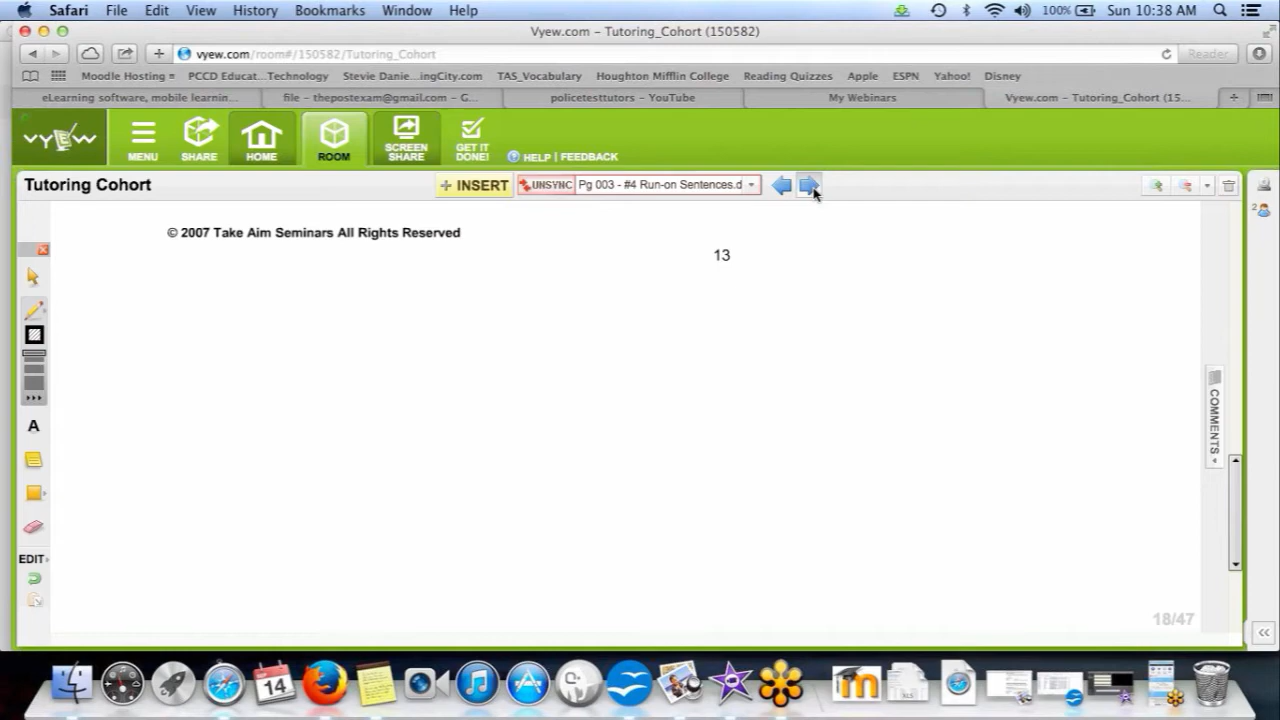 Safari File Edit View History Bookmarks Window Help 100% Sun 10:38 AM
Vyew.com – Tutoring_Cohort (150582)
vyew.com/room#/150582/Tutoring_Cohort Reader
Moodle Hosting PCCD Educat...Technology Stevie Danie...ingCity.com TAS_Vocabulary Houghton Mifflin College Reading Quizzes Apple ESPN Yahoo! Disney
eLearning software, mobile learnin... file – thepostexam@gmail.com – G... policetesttutors – YouTube My Webinars Vyew.com – Tutoring_Cohort (15...
VYEW MENU SHARE HOME ROOM SCREEN SHARE GET IT DONE! HELP | FEEDBACK
Tutoring Cohort + INSERT UNSYNC Pg 003 - #4 Run-on Sentences.d
2
© 2007 Take Aim Seminars All Rights Reserved
13
A
COMMENTS
EDIT
18/47
14
XLS